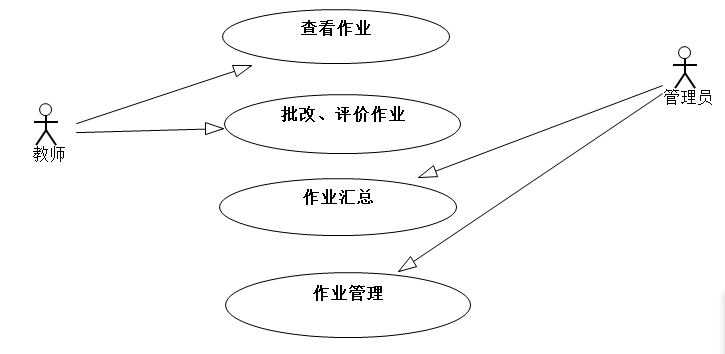 查看作业
管理员
批改、评价作业
教师
作业汇总
作业管理